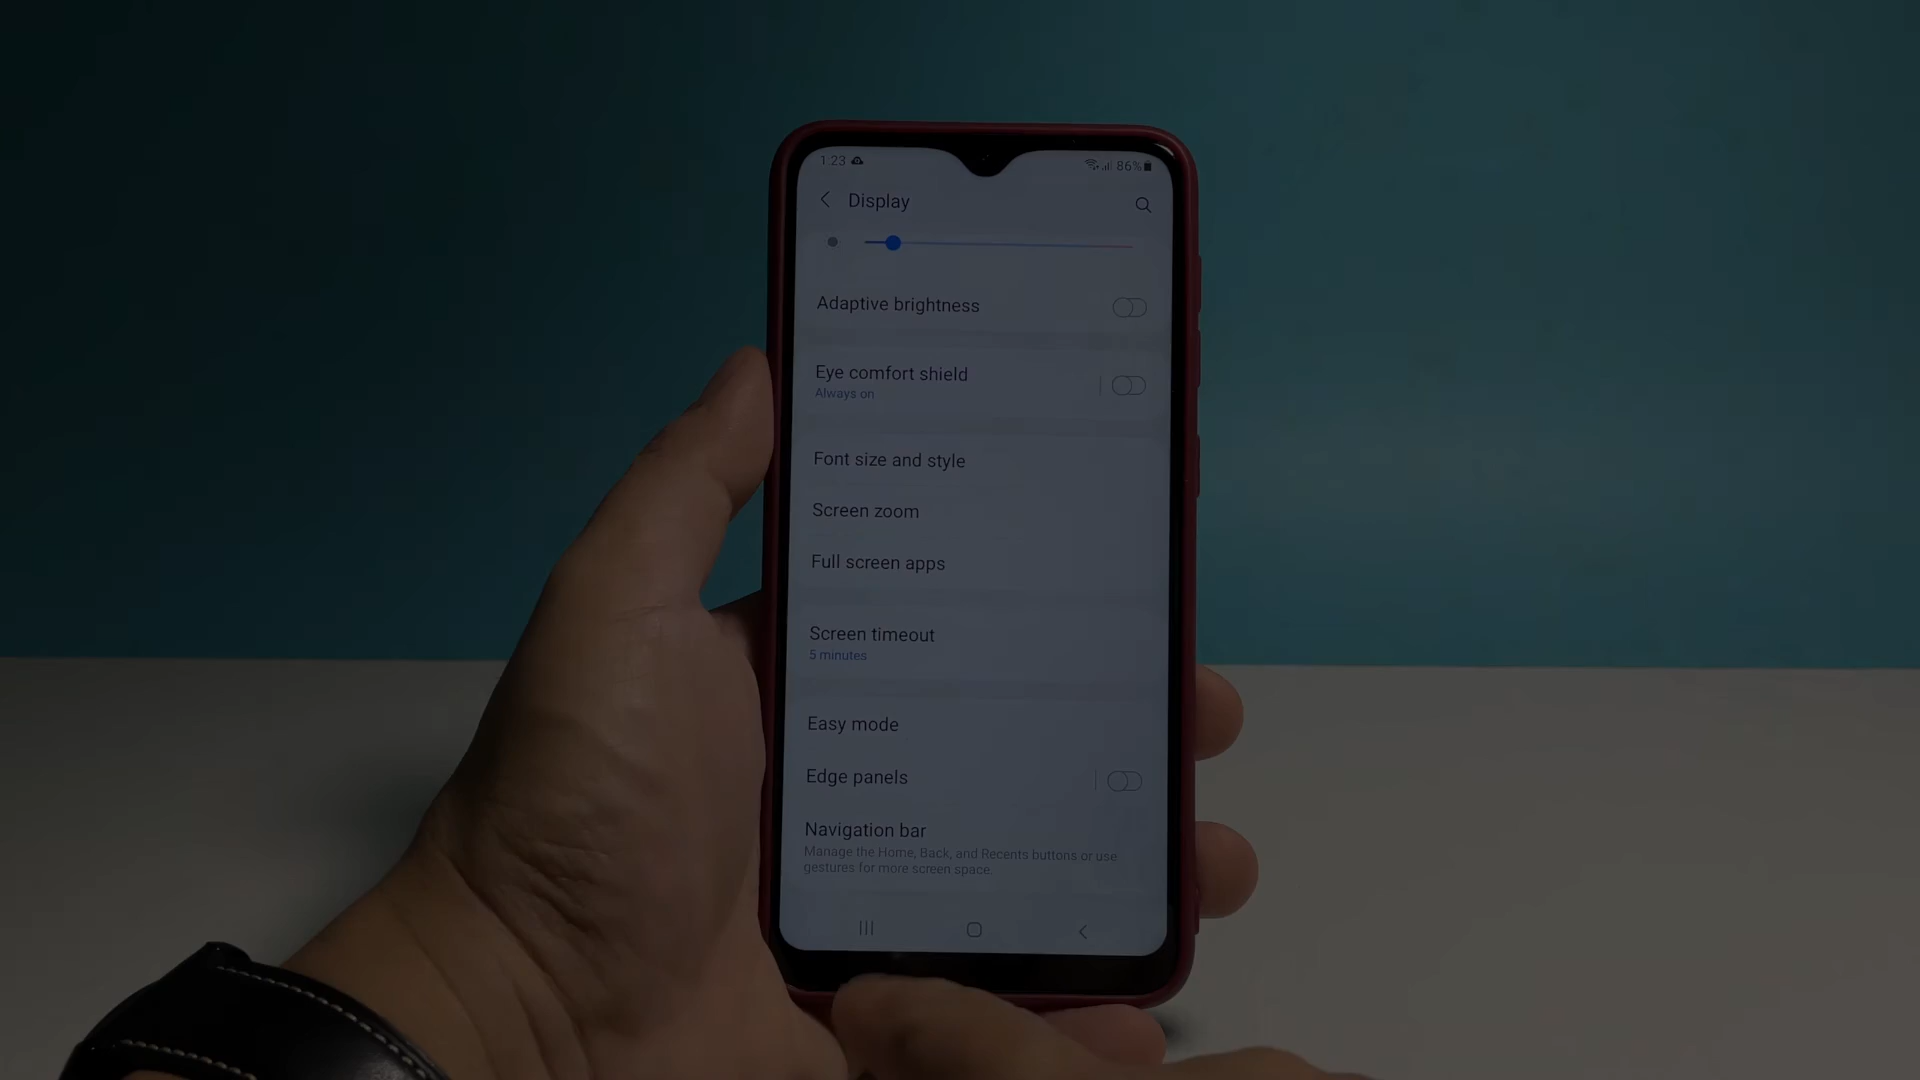 1:23
86%
Display
Adaptive brightness
Eye comfort shield
Always on
Font size and style
Screen zoom
Full screen apps
Screen timeout
5 minutes
Easy mode
Edge panels
Navigation bar
Manage the Home, Back, and Recents buttons or use
gestures for more screen space.